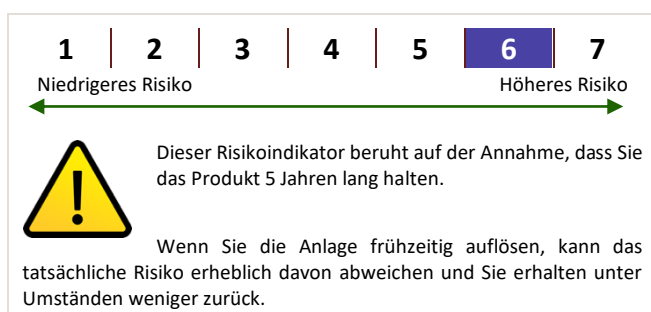 1 2 3 4 5 6 7
Niedrigeres Risiko Höheres Risiko
Dieser Risikoindikator beruht auf der Annahme, dass Sie
das Produkt 5 Jahren lang halten.
Wenn Sie die Anlage frühzeitig auflösen, kann das
tatsächliche Risiko erheblich davon abweichen und Sie erhalten unter
Umständen weniger zurück.